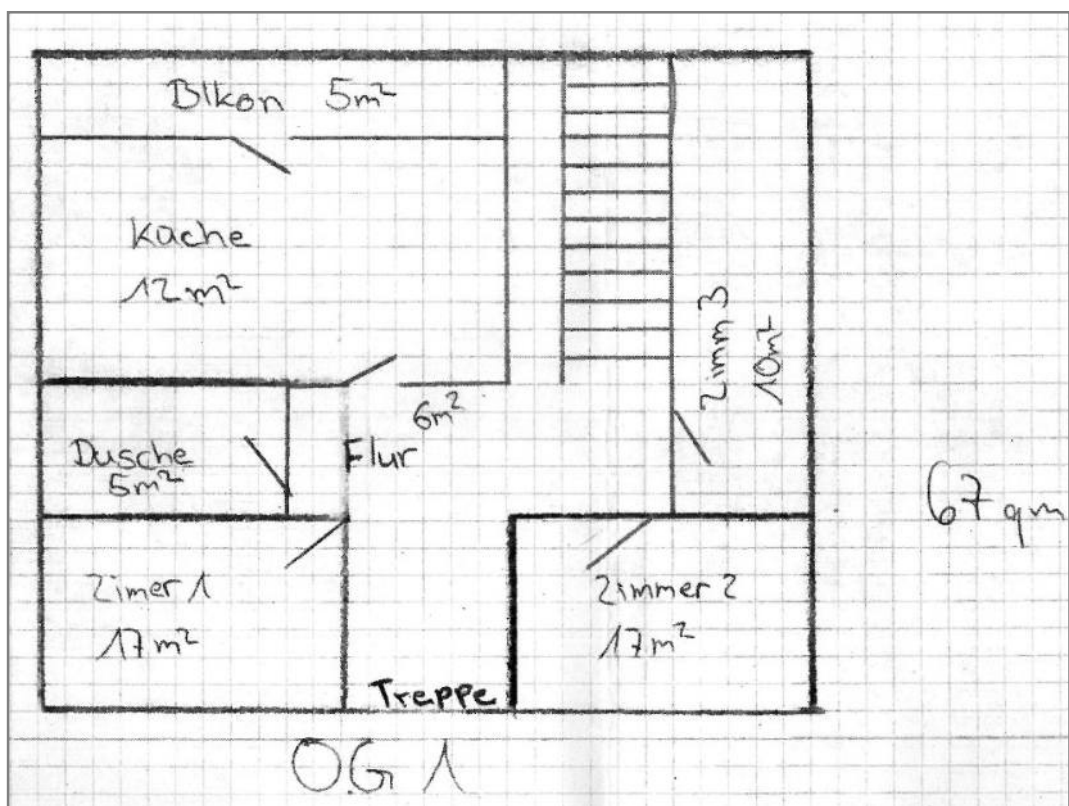 Blkon 5m²
Küche
12m²
Zimm 3
10m²
6m²
Flur
Dusche
5m²
67qm
Zimer 1
17m²
Zimmer 2
17m²
Treppe
O.G 1